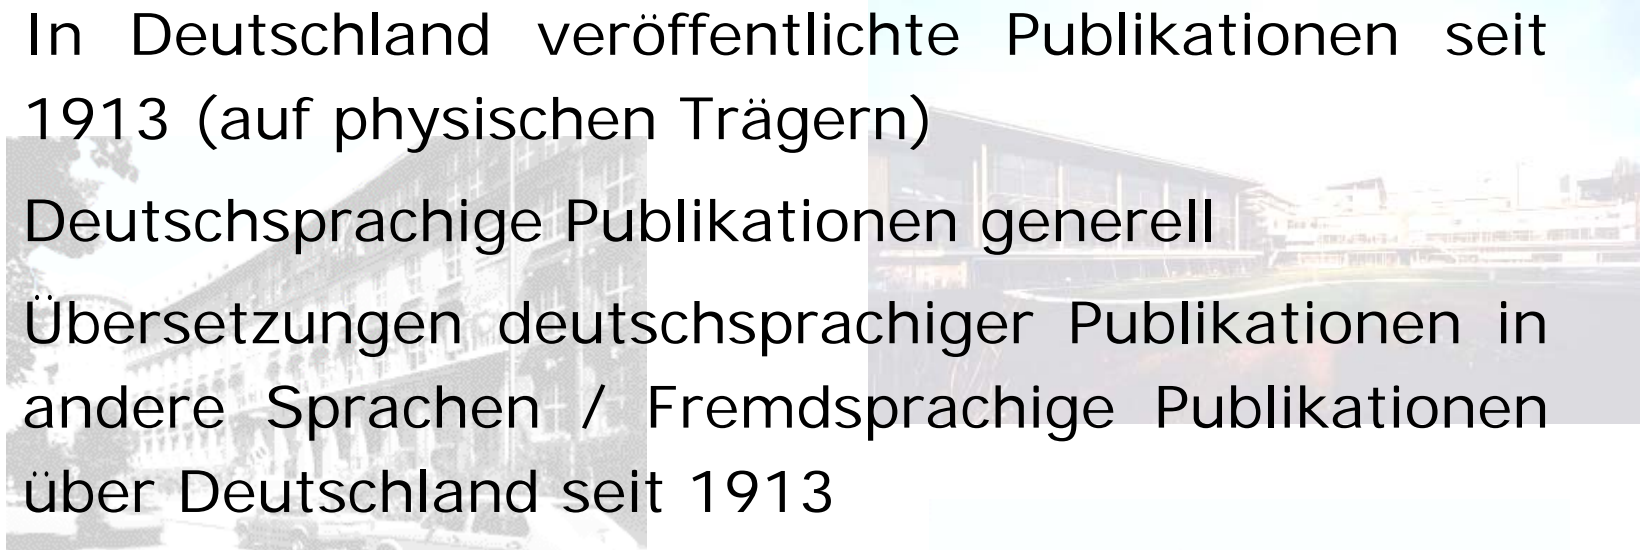 In Deutschland veröffentlichte Publikationen seit
1913 (auf physischen Trägern)
Deutschsprachige Publikationen generell
Übersetzungen deutschsprachiger Publikationen in
andere Sprachen / Fremdsprachige Publikationen
über Deutschland seit 1913